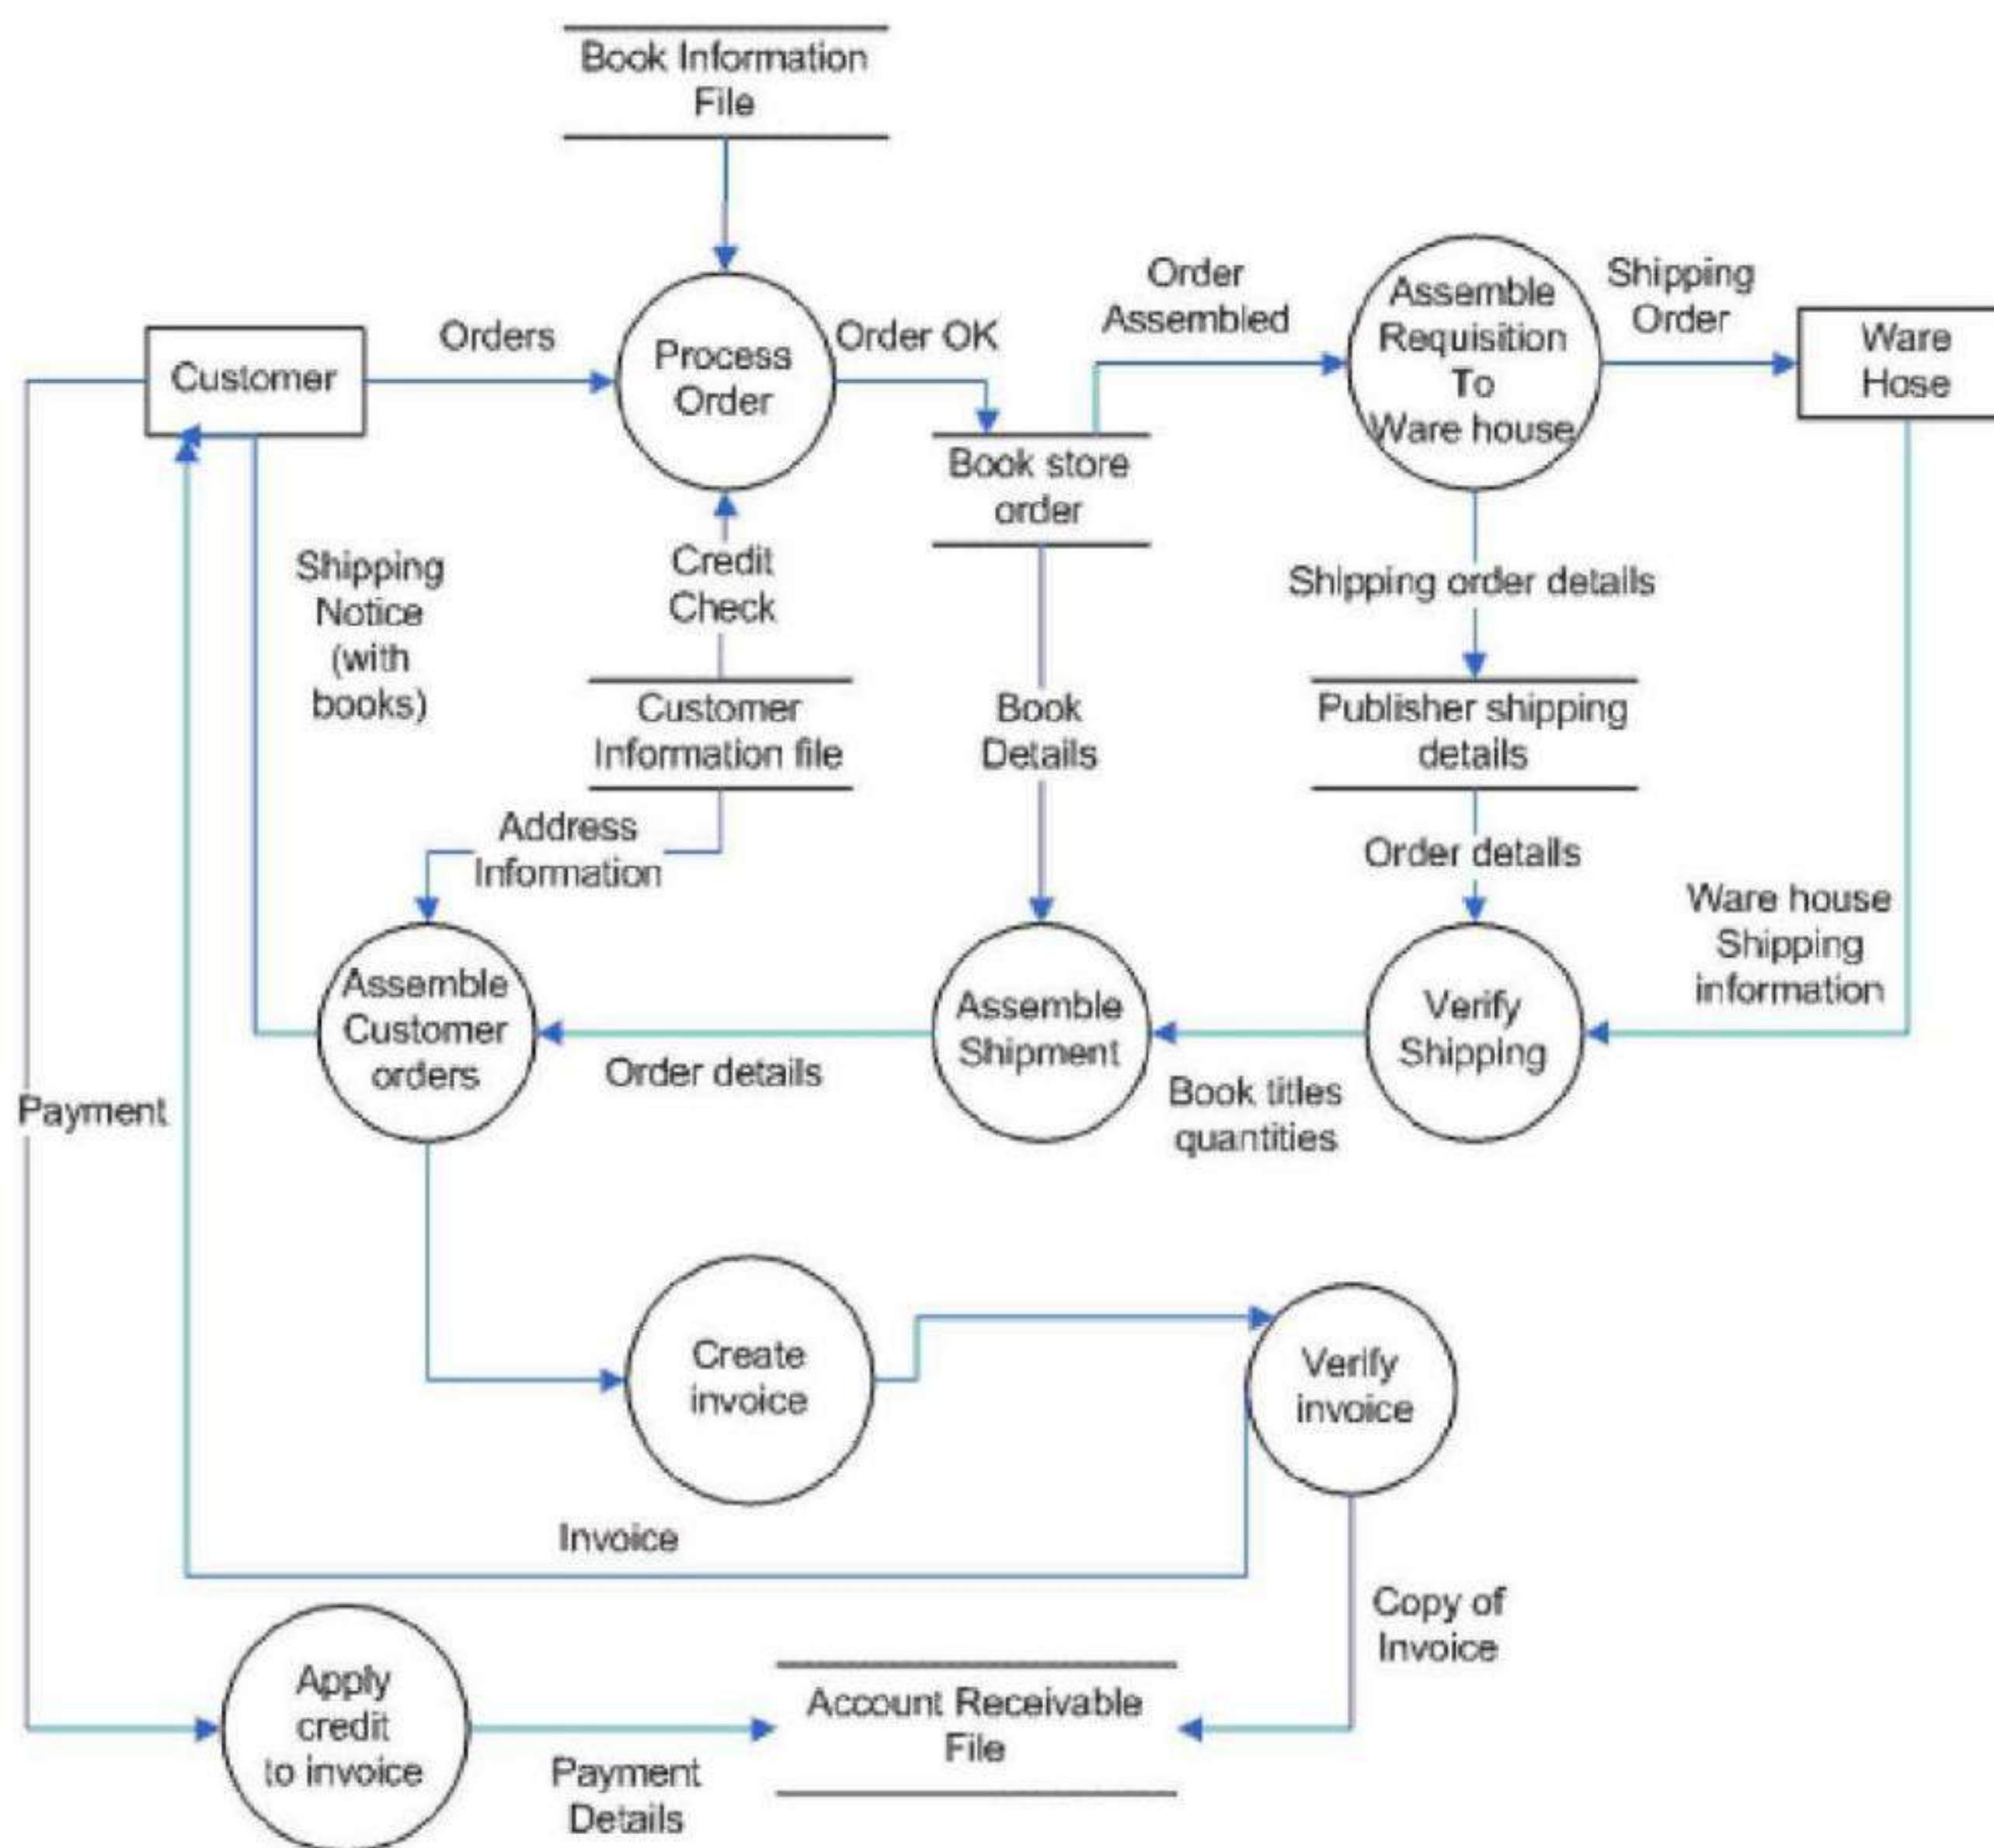 Book Information
File
Orders
Customer
Process
Order
Order OK
Order
Assembled
Assemble
Requisition
To
Ware house
Shipping
Order
Ware
Hose
Book store
order
Shipping
Notice
(with
books)
Credit
Check
Shipping order details
Customer
Information file
Book
Details
Publisher shipping
details
Address
Information
Order details
Ware house
Shipping
information
Assemble
Customer
orders
Order details
Assemble
Shipment
Book titles
quantities
Verify
Shipping
Payment
Create
invoice
Verify
invoice
Invoice
Copy of
Invoice
Apply
credit
to invoice
Payment
Details
Account Receivable
File